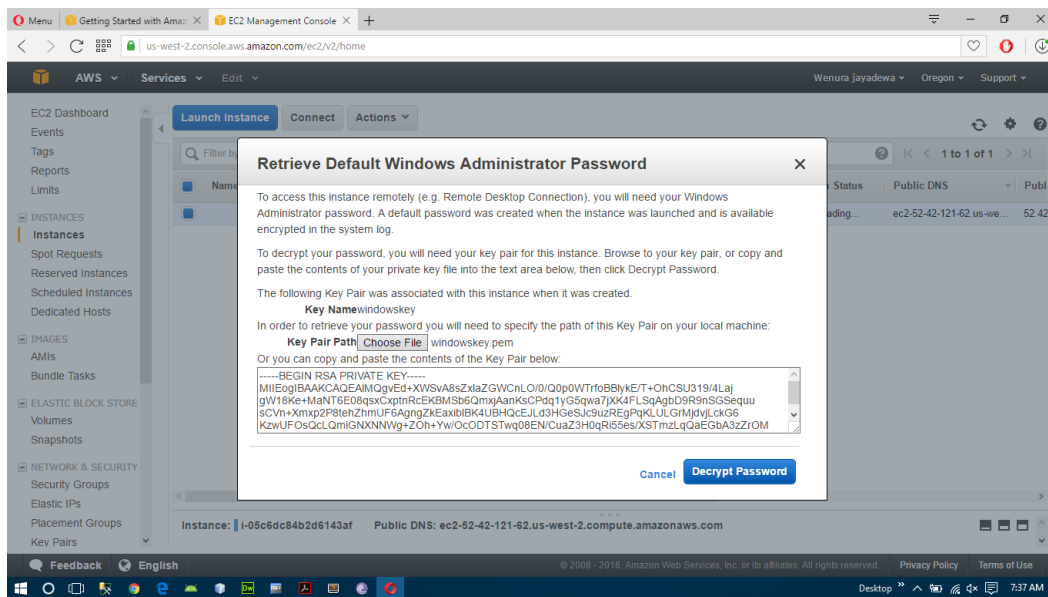 Menu
Getting Started with Amaz
EC2 Management Console
us-west-2.console.aws.amazon.com/ec2/v2/home
AWS
Services
Edit
Wenura jayadewa
Oregon
Support
EC2 Dashboard
Events
Tags
Reports
Limits
INSTANCES
Instances
Spot Requests
Reserved Instances
Scheduled Instances
Dedicated Hosts
IMAGES
AMIs
Bundle Tasks
ELASTIC BLOCK STORE
Volumes
Snapshots
NETWORK & SECURITY
Security Groups
Elastic IPs
Placement Groups
Key Pairs
Launch Instance
Connect
Actions
Filter by
1 to 1 of 1
Name
Status
Public DNS
Publ
ading...
ec2-52-42-121-62.us-we...
52.42
Retrieve Default Windows Administrator Password
To access this instance remotely (e.g. Remote Desktop Connection), you will need your Windows
Administrator password. A default password was created when the instance was launched and is available
encrypted in the system log.
To decrypt your password, you will need your key pair for this instance. Browse to your key pair, or copy and
paste the contents of your private key file into the text area below, then click Decrypt Password.
The following Key Pair was associated with this instance when it was created.
Key Name windowskey
In order to retrieve your password you will need to specify the path of this Key Pair on your local machine:
Key Pair Path Choose File windowskey.pem
Or you can copy and paste the contents of the Key Pair below:
-----BEGIN RSA PRIVATE KEY-----
Cancel
Decrypt Password
Instance: i-05c6dc84b2d6143af Public DNS: ec2-52-42-121-62.us-west-2.compute.amazonaws.com
Feedback
English
© 2008 - 2016, Amazon Web Services, Inc. or its affiliates. All rights reserved.
Privacy Policy
Terms of Use
Desktop
7:37 AM